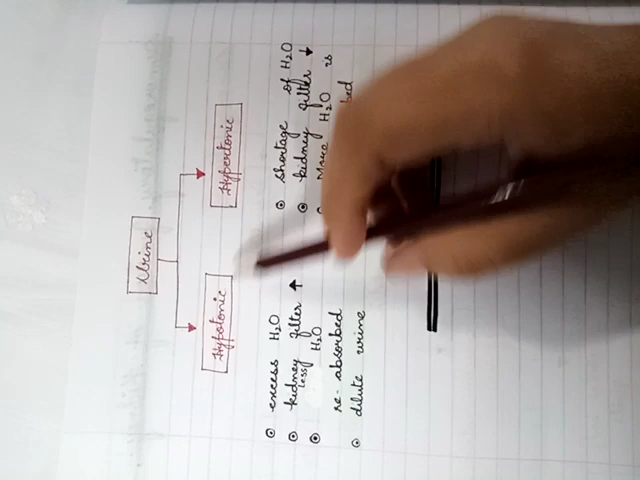 Urine
Hypotonic
Hypertonic
excess H2O
kidney filter ↑
less H2O
re-absorbed
dilute urine
Shortage of H2O
kidney filter ↓
More H2O is
bed